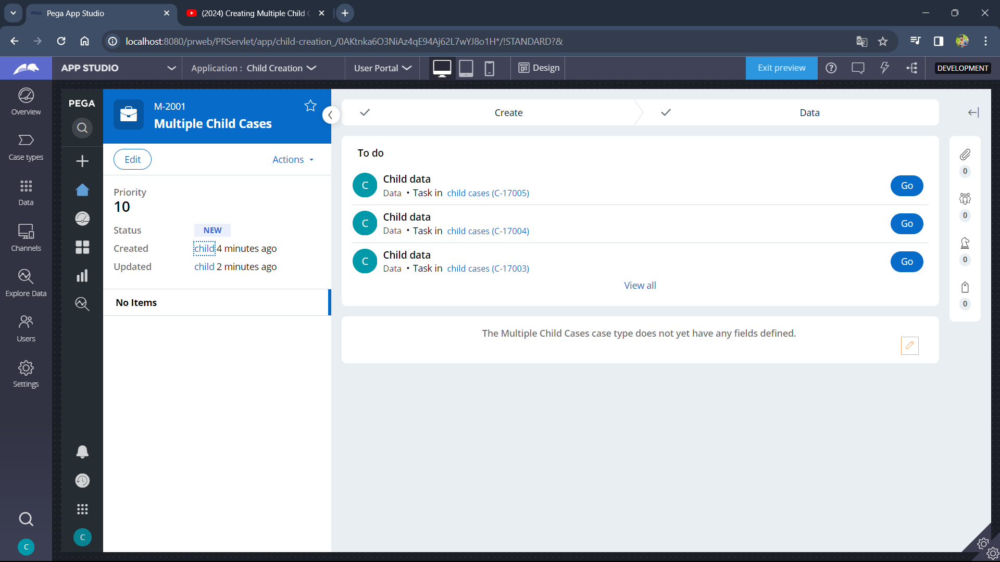 Pega App Studio
(2024) Creating Multiple Child
localhost:8080/prweb/PRServlet/app/child-creation_/0AKtnka6O3NiAz4qE94Aj62L7wYJ8o1H*/!STANDARD?&
APP STUDIO
Application : Child Creation
User Portal
Design
Exit preview
DEVELOPMENT
Overview
Case types
Data
Channels
Explore Data
Users
Settings
C
PEGA
C
M-2001
Multiple Child Cases
Edit
Actions
Priority
10
Status NEW
Created child 4 minutes ago
Updated child 2 minutes ago
No Items
Create
Data
To do
C
Child data
Data • Task in child cases (C-17005)
Go
C
Child data
Data • Task in child cases (C-17004)
Go
C
Child data
Data • Task in child cases (C-17003)
Go
View all
The Multiple Child Cases case type does not yet have any fields defined.
0
0
0
0